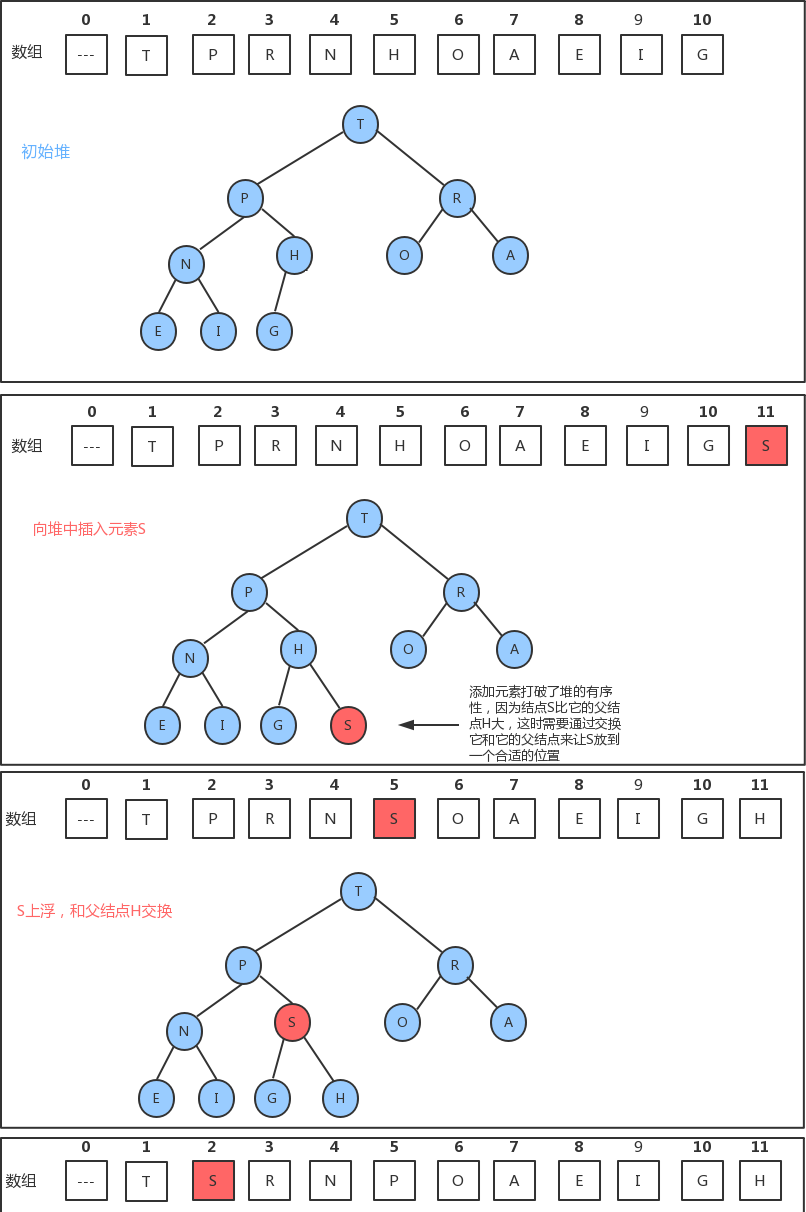 0 1 2 3 4 5 6 7 8 9 10
数组 --- T P R N H O A E I G
T
初始堆
P R
N H O A
E I G
0 1 2 3 4 5 6 7 8 9 10 11
数组 --- T P R N H O A E I G S
T
向堆中插入元素S
P R
N H O A
添加元素打破了堆的有序
性，因为结点S比它的父结
点H大，这时需要通过交换
它和它的父结点来让S放到
一个合适的位置
E I G S
0 1 2 3 4 5 6 7 8 9 10 11
数组 --- T P R N S O A E I G H
T
S上浮，和父结点H交换
P R
N S O A
E I G H
0 1 2 3 4 5 6 7 8 9 10 11
数组 --- T S R N P O A E I G H